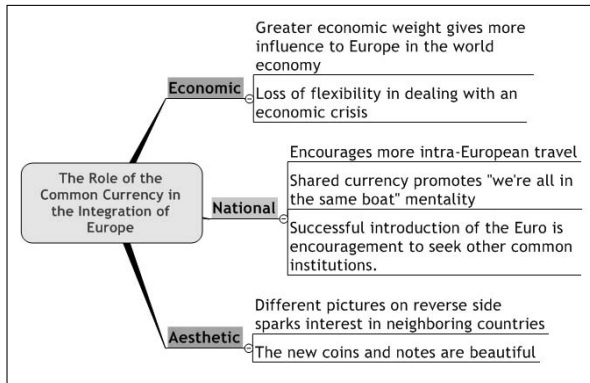 Greater economic weight gives more
influence to Europe in the world
economy
Economic
Loss of flexibility in dealing with an
economic crisis
The Role of the
Common Currency in
the Integration of
Europe
Encourages more intra-European travel
Shared currency promotes "we're all in
the same boat" mentality
National
Successful introduction of the Euro is
encouragement to seek other common
institutions.
Different pictures on reverse side
sparks interest in neighboring countries
Aesthetic
The new coins and notes are beautiful